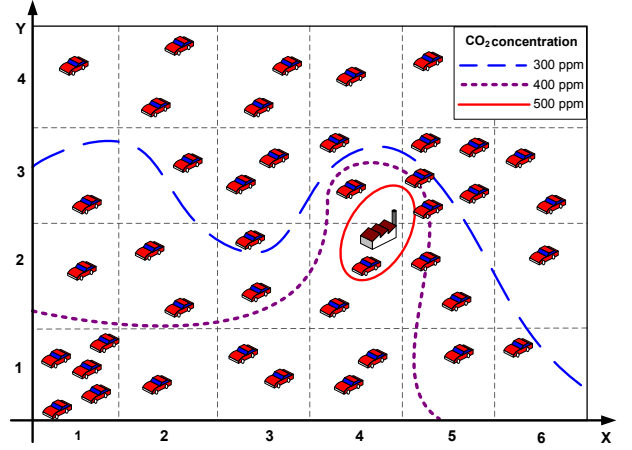 Y
CO2 concentration
300 ppm
400 ppm
500 ppm
4
3
2
1
1 2 3 4 5 6 X